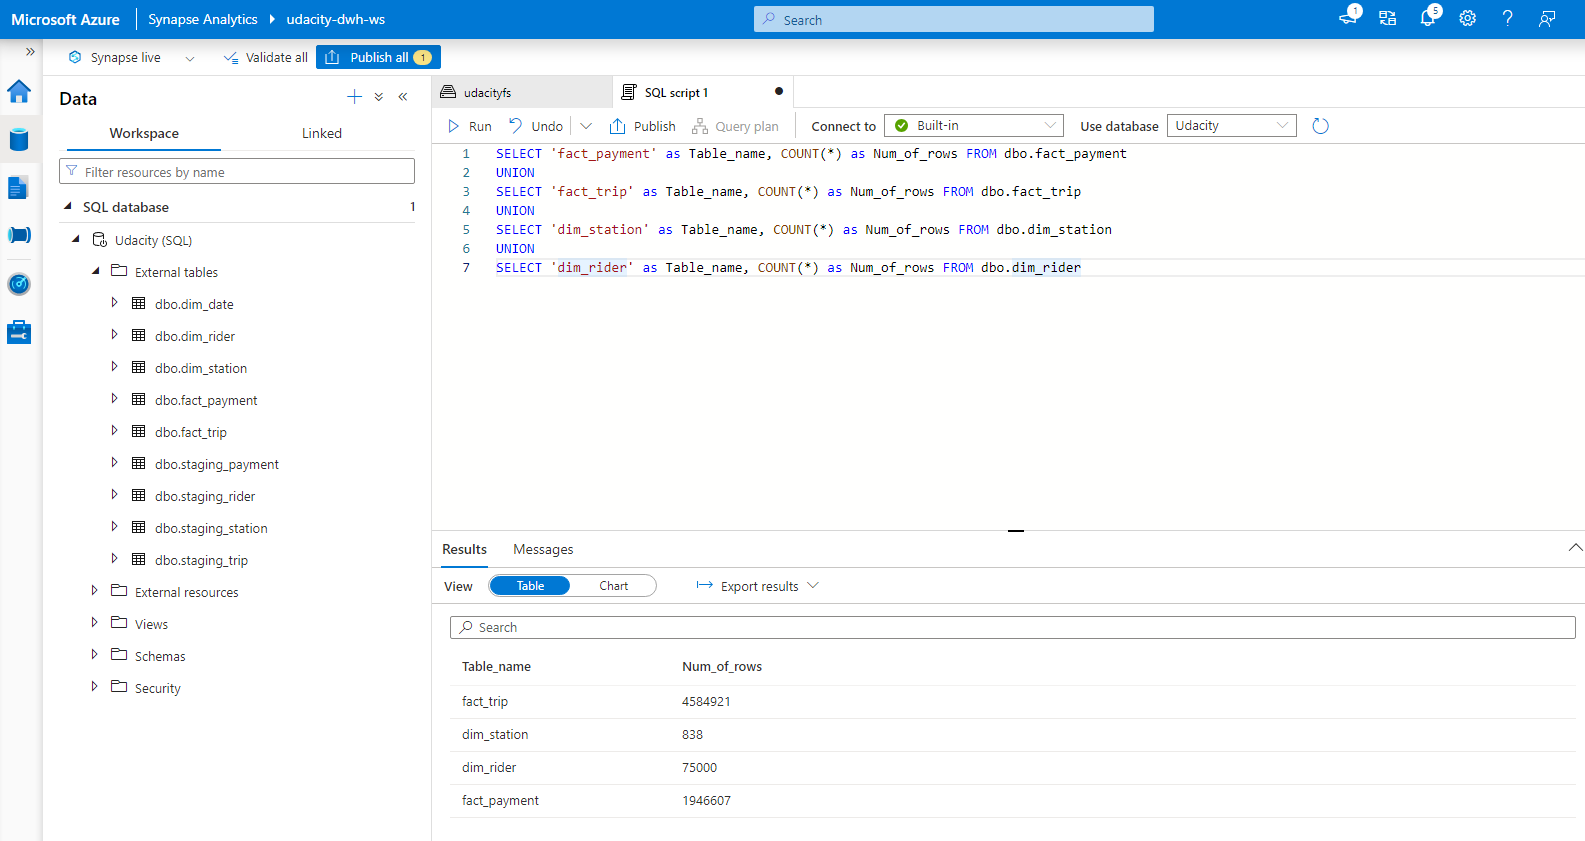 Microsoft Azure
Synapse Analytics
udacity-dwh-ws
Search
1
5
Synapse live
Validate all
Publish all
1
Data
Workspace
Linked
Filter resources by name
SQL database
1
Udacity (SQL)
External tables
dbo.dim_date
dbo.dim_rider
dbo.dim_station
dbo.fact_payment
dbo.fact_trip
dbo.staging_payment
dbo.staging_rider
dbo.staging_station
dbo.staging_trip
External resources
Views
Schemas
Security
udacityfs
SQL script 1
Run
Undo
Publish
Query plan
Connect to
Built-in
Use database
Udacity
1 SELECT 'fact_payment' as Table_name, COUNT(*) as Num_of_rows FROM dbo.fact_payment
2 UNION
3 SELECT 'fact_trip' as Table_name, COUNT(*) as Num_of_rows FROM dbo.fact_trip
4 UNION
5 SELECT 'dim_station' as Table_name, COUNT(*) as Num_of_rows FROM dbo.dim_station
6 UNION
7 SELECT 'dim_rider' as Table_name, COUNT(*) as Num_of_rows FROM dbo.dim_rider
Results
Messages
View
Table
Chart
Export results
Search
Table_name Num_of_rows
fact_trip 4584921
dim_station 838
dim_rider 75000
fact_payment 1946607